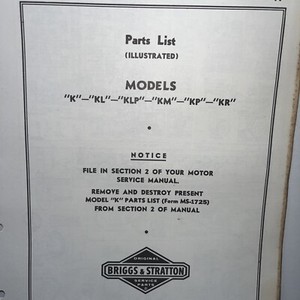 Parts List
(ILLUSTRATED)
MODELS
"K"—"KL"—"KLP"—"KM"—"KP"—"KR"
NOTICE
FILE IN SECTION 2 OF YOUR MOTOR
SERVICE MANUAL.
REMOVE AND DESTROY PRESENT
MODEL "K" PARTS LIST (Form MS-1725)
FROM SECTION 2 OF MANUAL
ORIGINAL
BRIGGS & STRATTON
SERVICE
PARTS